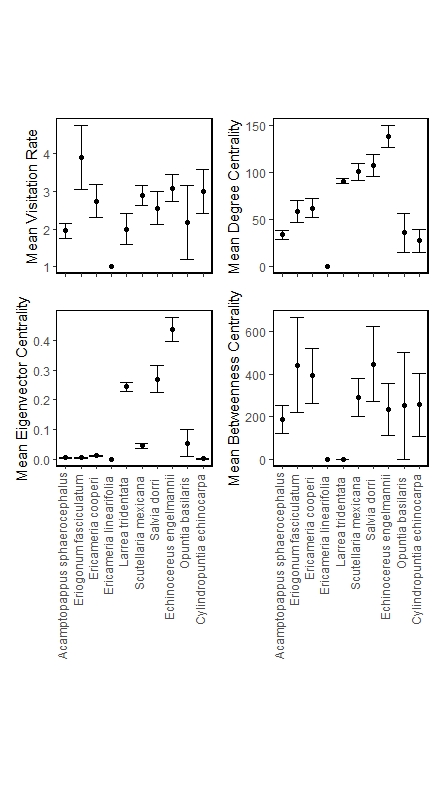 Mean Visitation Rate
4
3
2
1
Mean Degree Centrality
150
100
50
0
Mean Eigenvector Centrality
0.4
0.3
0.2
0.1
0.0
Mean Betweenness Centrality
600
400
200
0
Acamptopappus sphaerocephalus
Eriogonum fasciculatum
Ericameria cooperi
Ericameria linearifolia
Larrea tridentata
Scutellaria mexicana
Salvia dorri
Echinocereus engelmannii
Opuntia basilaris
Cylindropuntia echinocarpa
Acamptopappus sphaerocephalus
Eriogonum fasciculatum
Ericameria cooperi
Ericameria linearifolia
Larrea tridentata
Scutellaria mexicana
Salvia dorri
Echinocereus engelmannii
Opuntia basilaris
Cylindropuntia echinocarpa